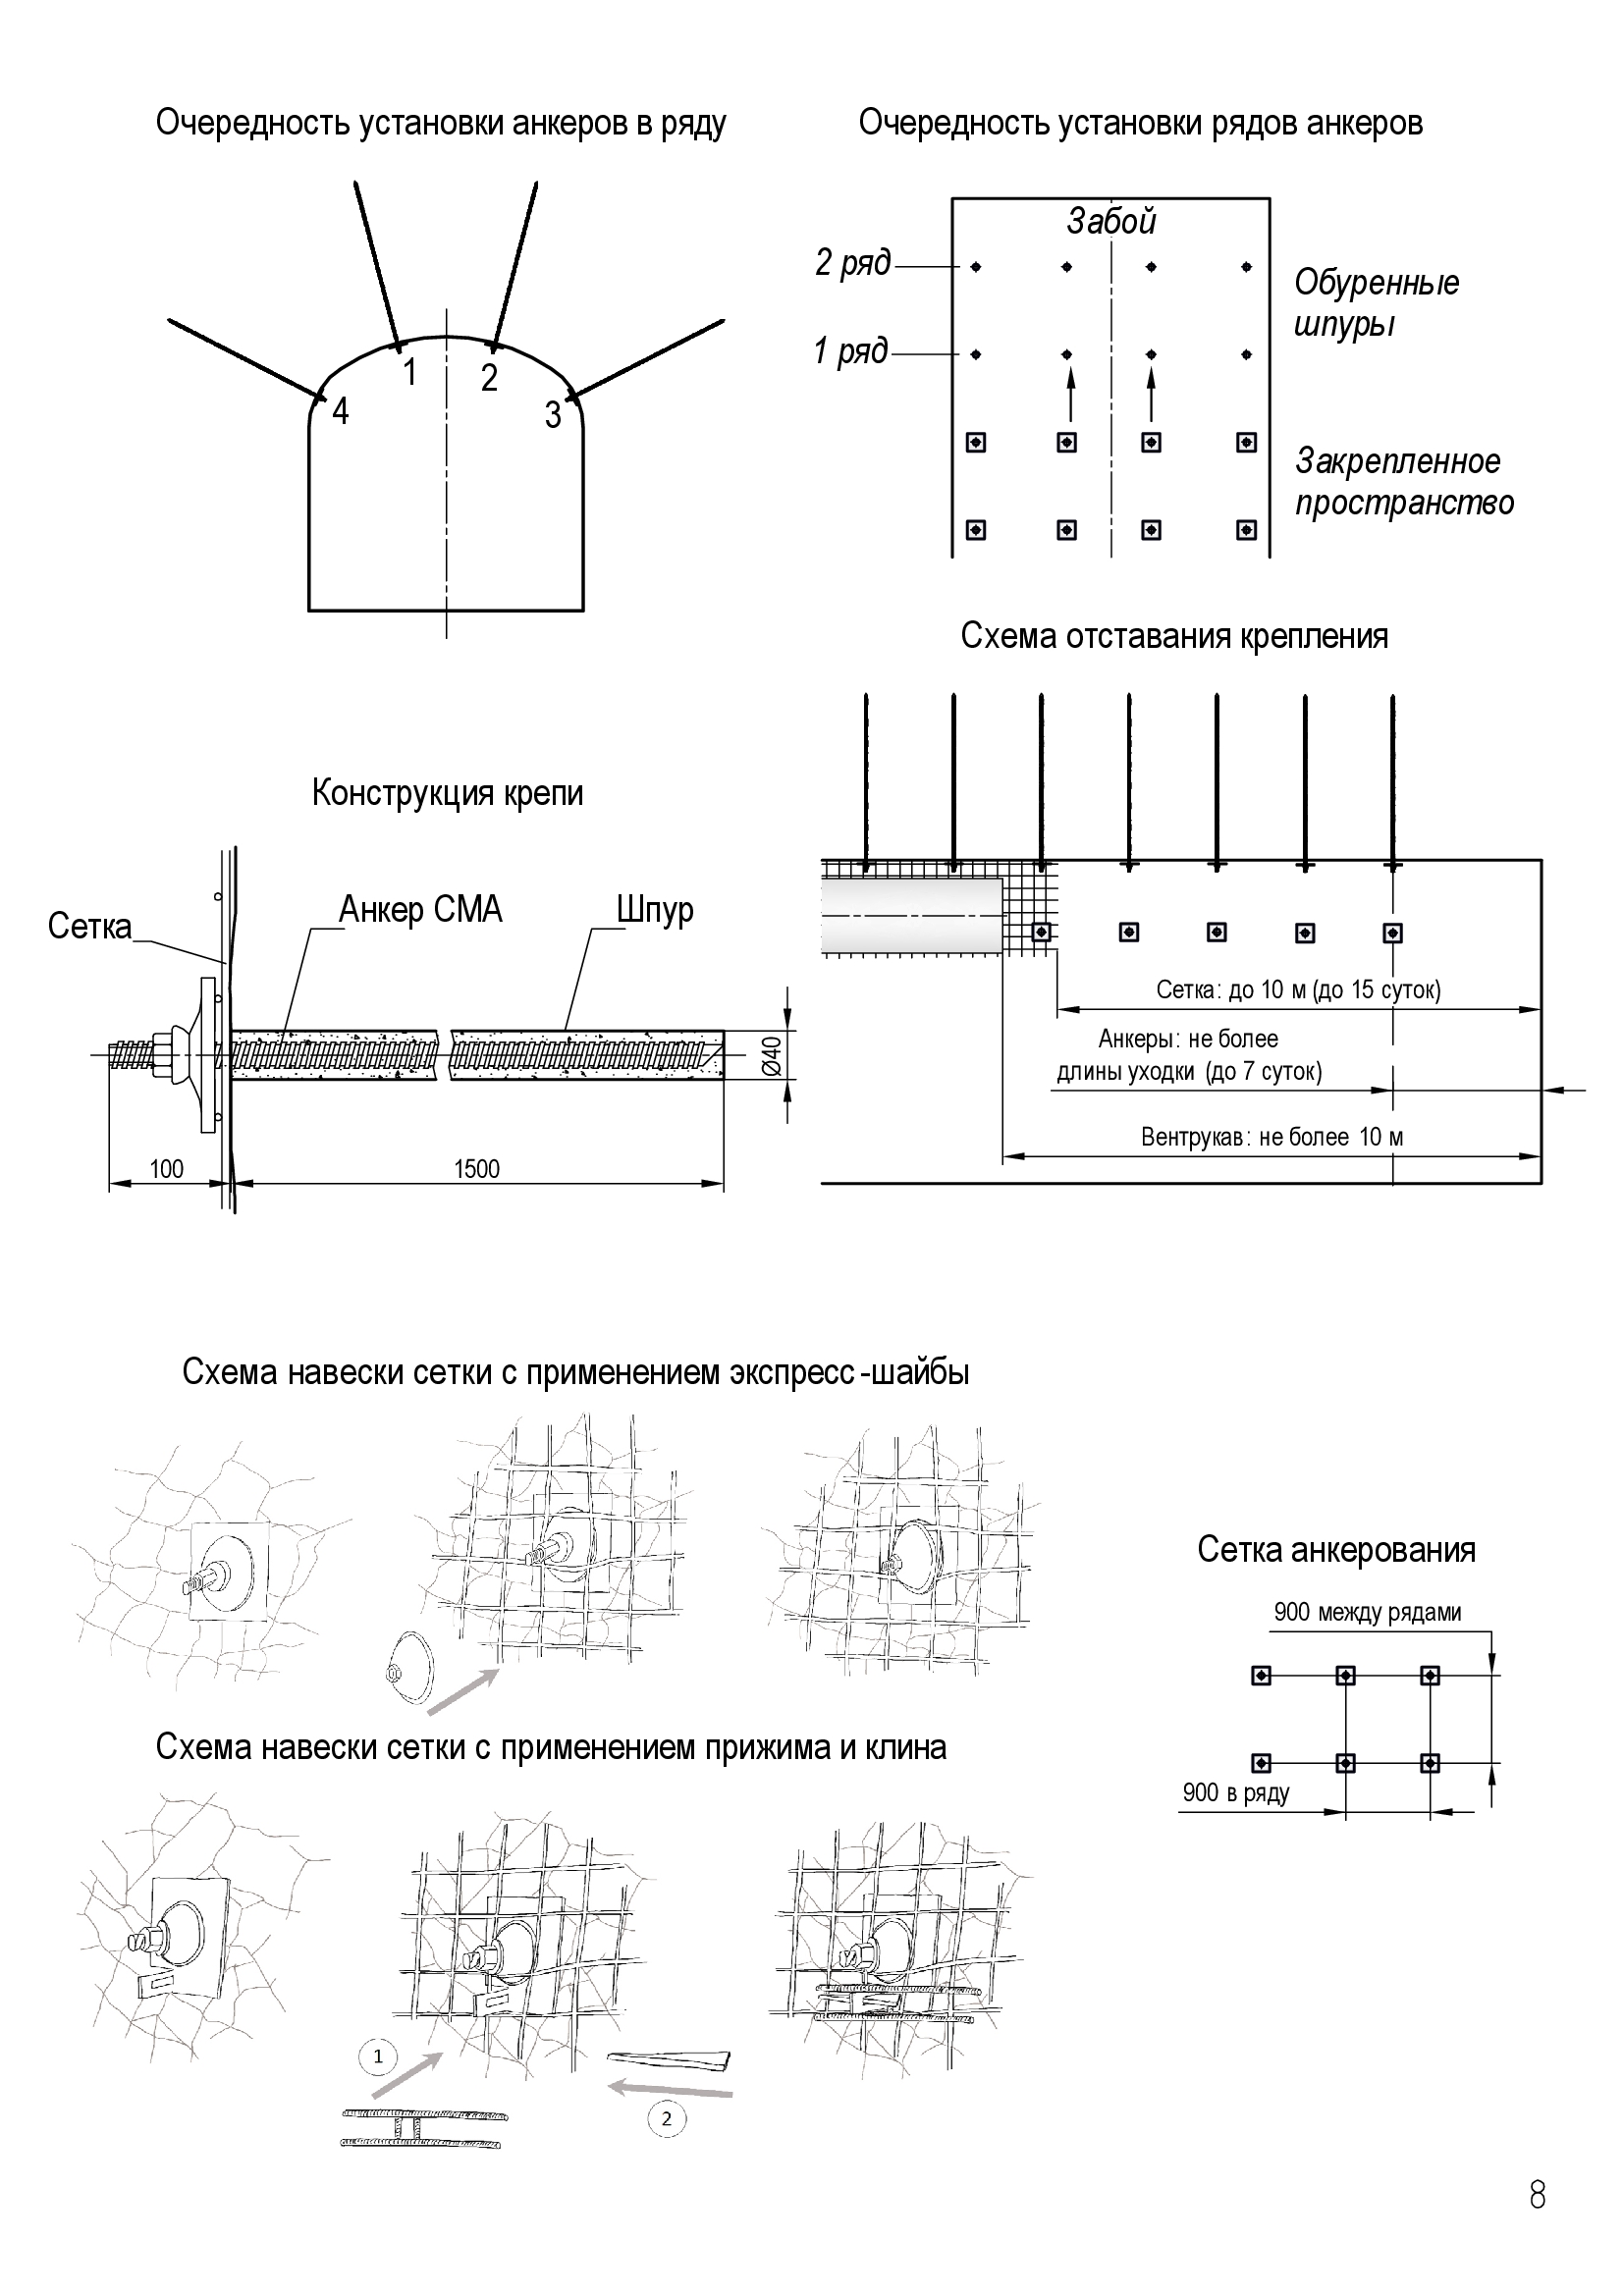 Очередность установки анкеров в ряду
1
2
3
4
Очередность установки рядов анкеров
Забой
2 ряд
1 ряд
Обуренные
шпуры
Закрепленное
пространство
Схема отставания крепления
Сетка: до 10 м (до 15 суток)
Анкеры: не более
длины уходки (до 7 суток)
Вентрукав: не более 10 м
Конструкция крепи
Сетка
Анкер СМА
Шпур
Ø40
100
1500
Схема навески сетки с применением экспресс-шайбы
Сетка анкерования
900 между рядами
900 в ряду
Схема навески сетки с применением прижима и клина
1
2
8